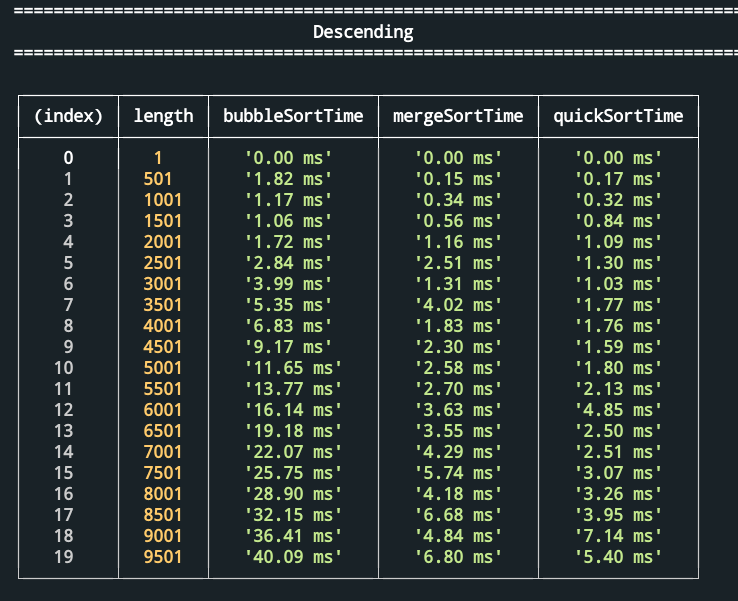 ==========================================================================
Descending
==========================================================================
(index) length bubbleSortTime mergeSortTime quickSortTime
0 1 '0.00 ms' '0.00 ms' '0.00 ms'
1 501 '1.82 ms' '0.15 ms' '0.17 ms'
2 1001 '1.17 ms' '0.34 ms' '0.32 ms'
3 1501 '1.06 ms' '0.56 ms' '0.84 ms'
4 2001 '1.72 ms' '1.16 ms' '1.09 ms'
5 2501 '2.84 ms' '2.51 ms' '1.30 ms'
6 3001 '3.99 ms' '1.31 ms' '1.03 ms'
7 3501 '5.35 ms' '4.02 ms' '1.77 ms'
8 4001 '6.83 ms' '1.83 ms' '1.76 ms'
9 4501 '9.17 ms' '2.30 ms' '1.59 ms'
10 5001 '11.65 ms' '2.58 ms' '1.80 ms'
11 5501 '13.77 ms' '2.70 ms' '2.13 ms'
12 6001 '16.14 ms' '3.63 ms' '4.85 ms'
13 6501 '19.18 ms' '3.55 ms' '2.50 ms'
14 7001 '22.07 ms' '4.29 ms' '2.51 ms'
15 7501 '25.75 ms' '5.74 ms' '3.07 ms'
16 8001 '28.90 ms' '4.18 ms' '3.26 ms'
17 8501 '32.15 ms' '6.68 ms' '3.95 ms'
18 9001 '36.41 ms' '4.84 ms' '7.14 ms'
19 9501 '40.09 ms' '6.80 ms' '5.40 ms'